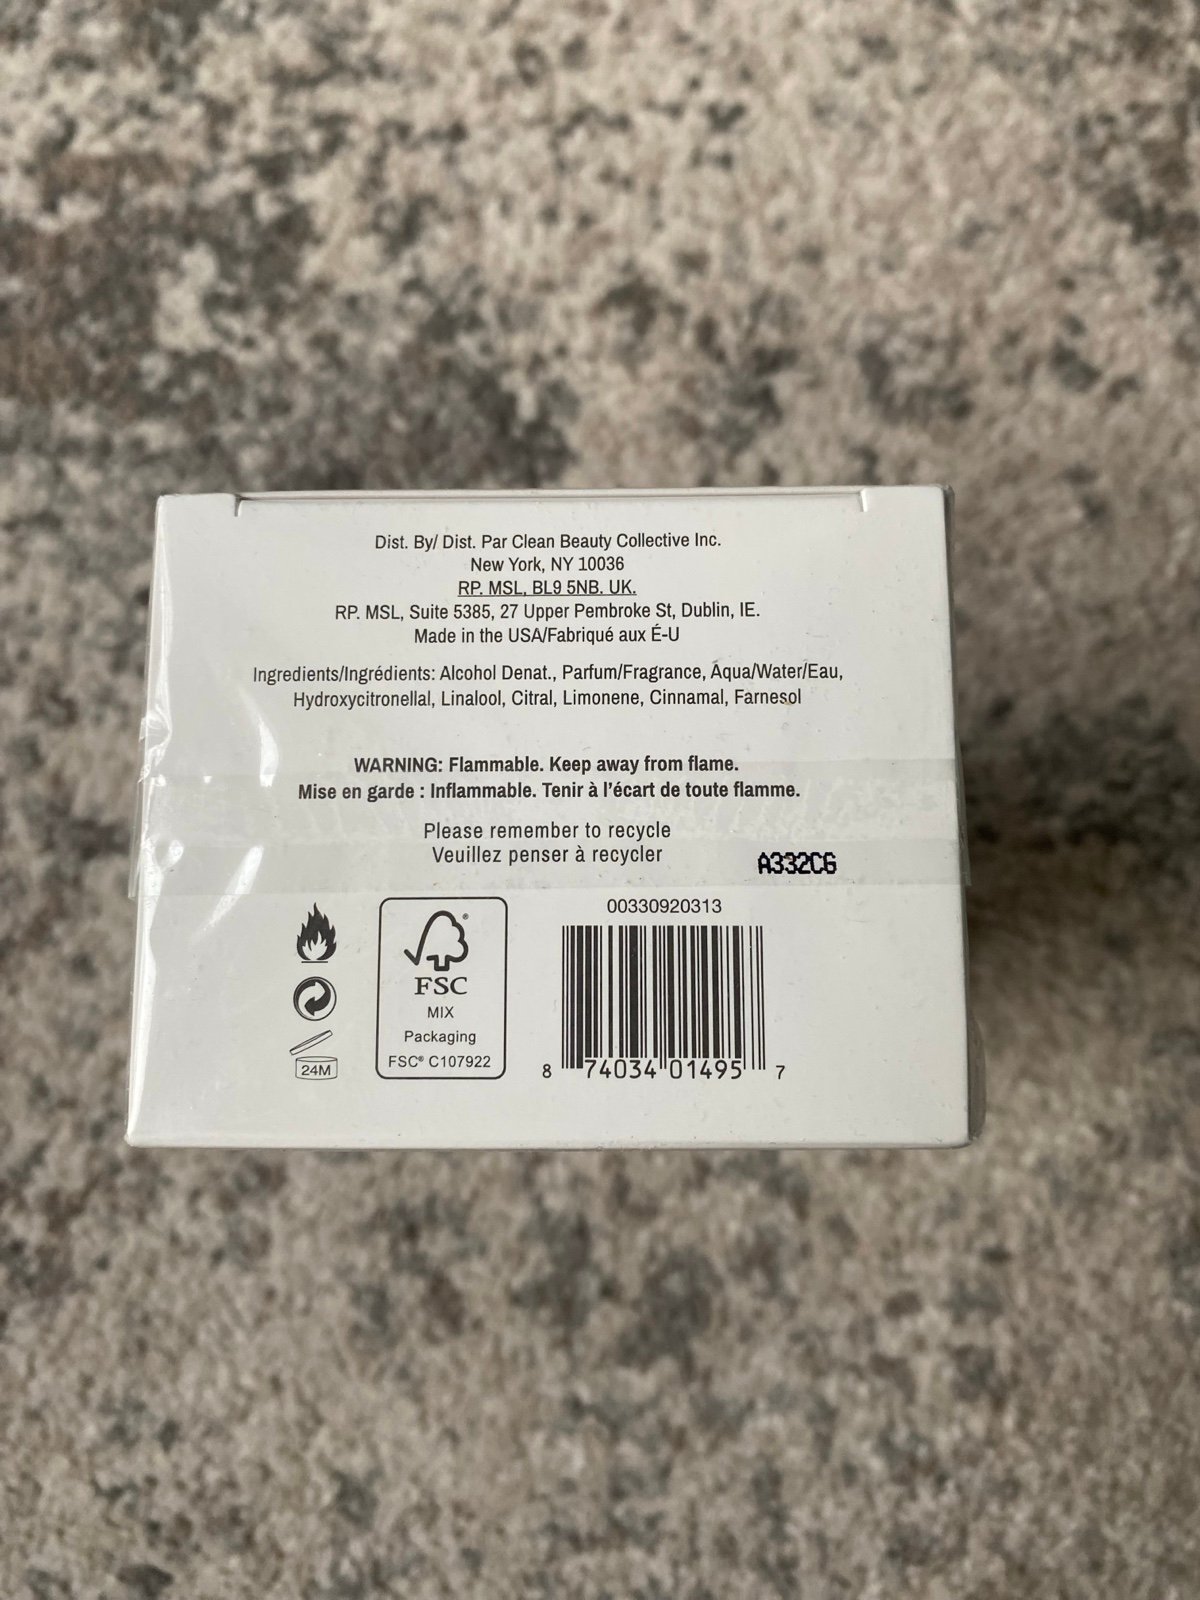 Dist. By/ Dist. Par Clean Beauty Collective Inc.
New York, NY 10036
RP. MSL, BL9 5NB. UK.
RP. MSL, Suite 5385, 27 Upper Pembroke St, Dublin, IE.
Made in the USA/Fabriqué aux É-U
Ingredients/Ingrédients: Alcohol Denat., Parfum/Fragrance, Aqua/Water/Eau,
Hydroxycitronellal, Linalool, Citral, Limonene, Cinnamal, Farnesol
WARNING: Flammable. Keep away from flame.
Mise en garde : Inflammable. Tenir à l'écart de toute flamme.
Please remember to recycle
Veuillez penser à recycler
A332C6
24M
FSC®
MIX
Packaging
FSC® C107922
00330920313
8 74034 01495 7